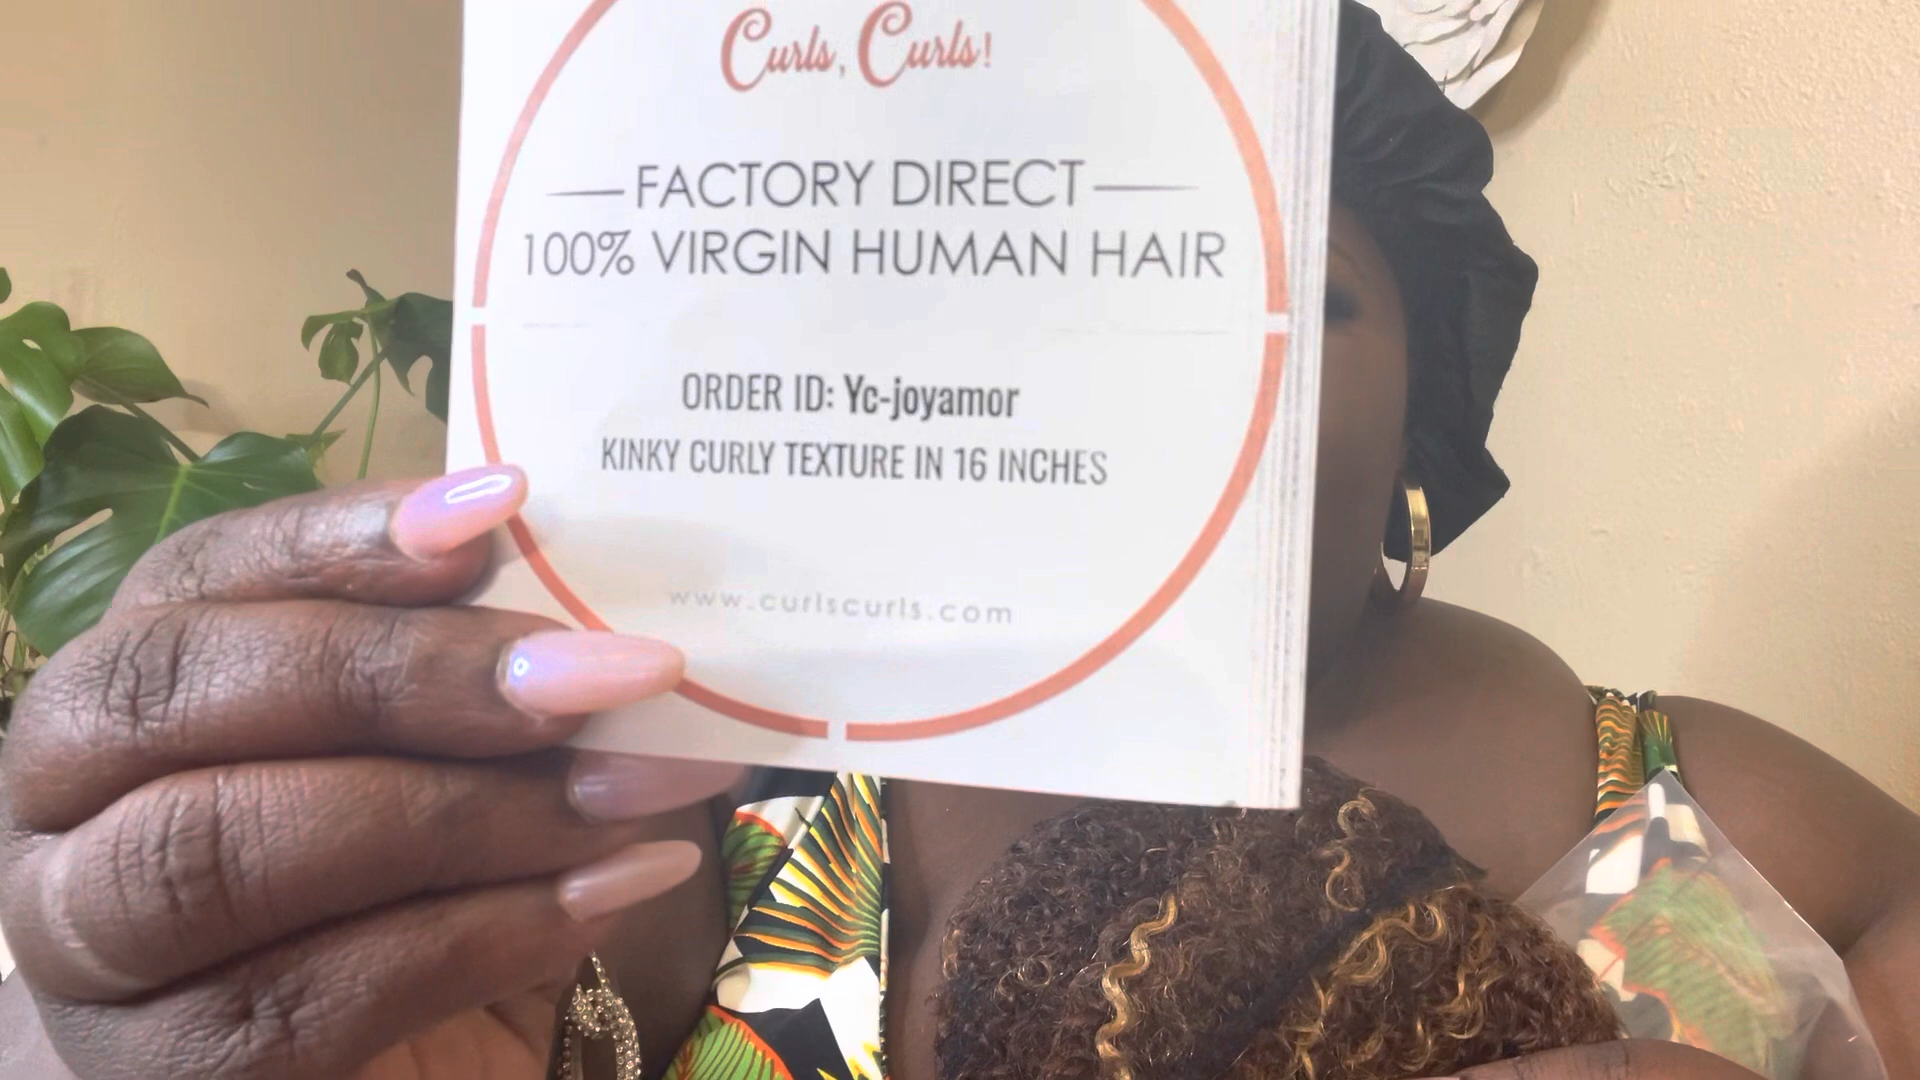 Curls, Curls!
FACTORY DIRECT
100% VIRGIN HUMAN HAIR
ORDER ID: Yc-joyamor
KINKY CURLY TEXTURE IN 16 INCHES
www.curlscurls.com